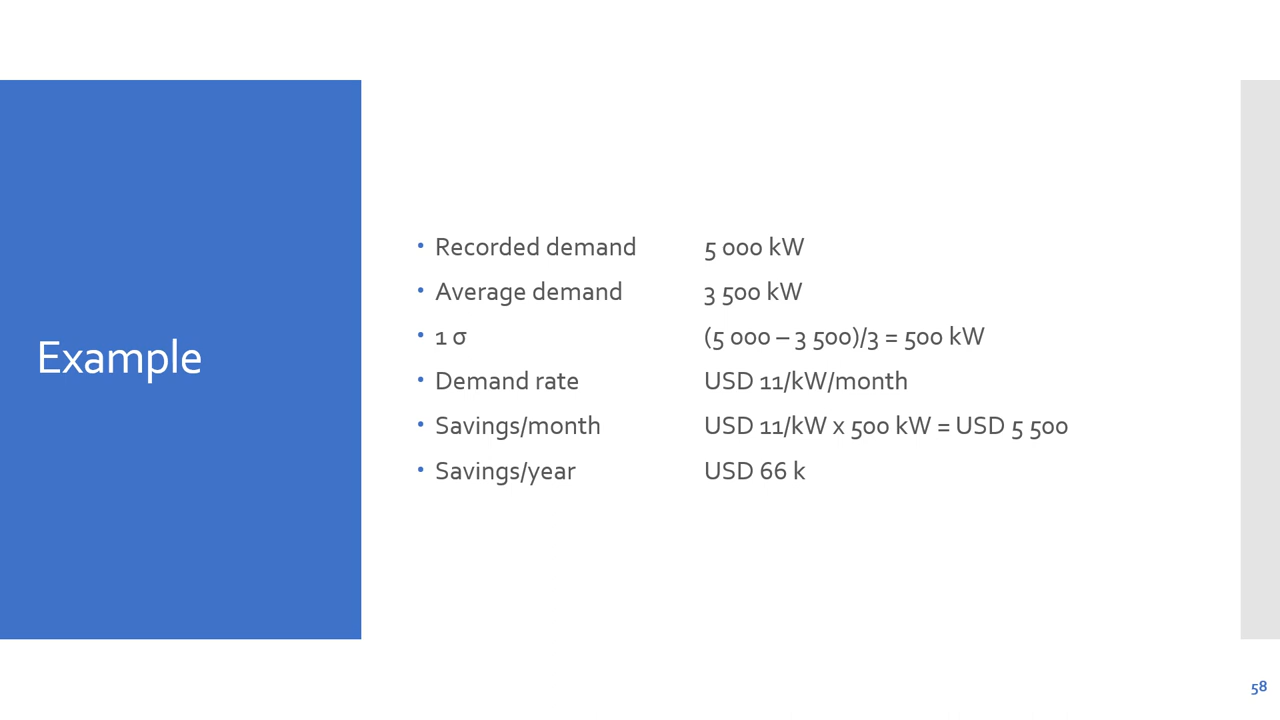 Example
• Recorded demand 5 000 kW
• Average demand 3 500 kW
• 1 σ (5 000 – 3 500)/3 = 500 kW
• Demand rate USD 11/kW/month
• Savings/month USD 11/kW x 500 kW = USD 5 500
• Savings/year USD 66 k
58